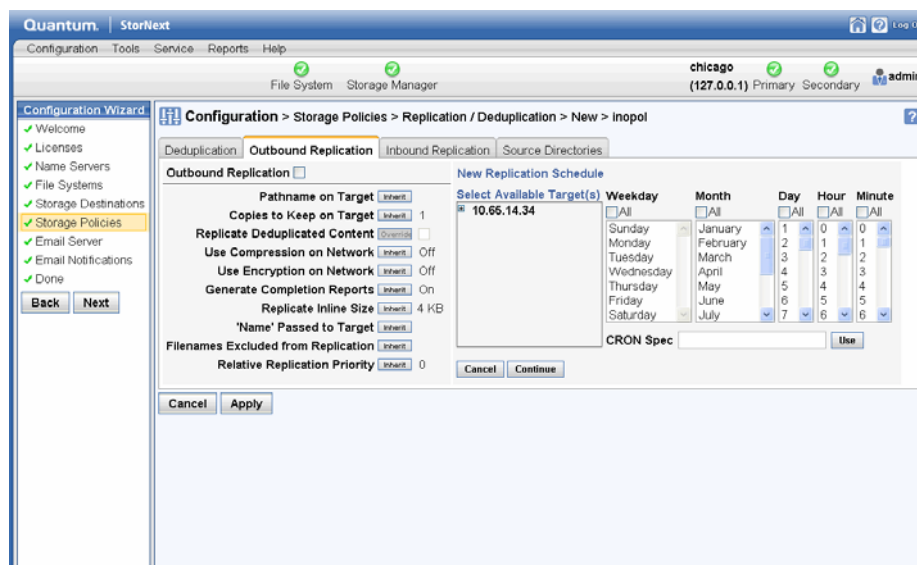 Quantum. StorNext
Log O
Configuration Tools Service Reports Help
File System Storage Manager
chicago
(127.0.0.1) Primary Secondary admin
Configuration Wizard
Welcome
Licenses
Name Servers
File Systems
Storage Destinations
Storage Policies
Email Server
Email Notifications
Done
Back Next
Configuration > Storage Policies > Replication / Deduplication > New > inopol
?
Deduplication Outbound Replication Inbound Replication Source Directories
Outbound Replication
Pathname on Target Inherit
Copies to Keep on Target Inherit 1
Replicate Deduplicated Content Override
Use Compression on Network Inherit Off
Use Encryption on Network Inherit Off
Generate Completion Reports Inherit On
Replicate Inline Size Inherit 4 KB
'Name' Passed to Target Inherit
Filenames Excluded from Replication Inherit
Relative Replication Priority Inherit 0
New Replication Schedule
Select Available Target(s) Weekday Month Day Hour Minute
10.65.14.34
All All All All All
Sunday January 1 0 0
Monday February 2 1 1
Tuesday March 3 2 2
Wednesday April 4 3 3
Thursday May 5 4 4
Friday June 6 5 5
Saturday July 7 6 6
CRON Spec Use
Cancel Continue
Cancel Apply